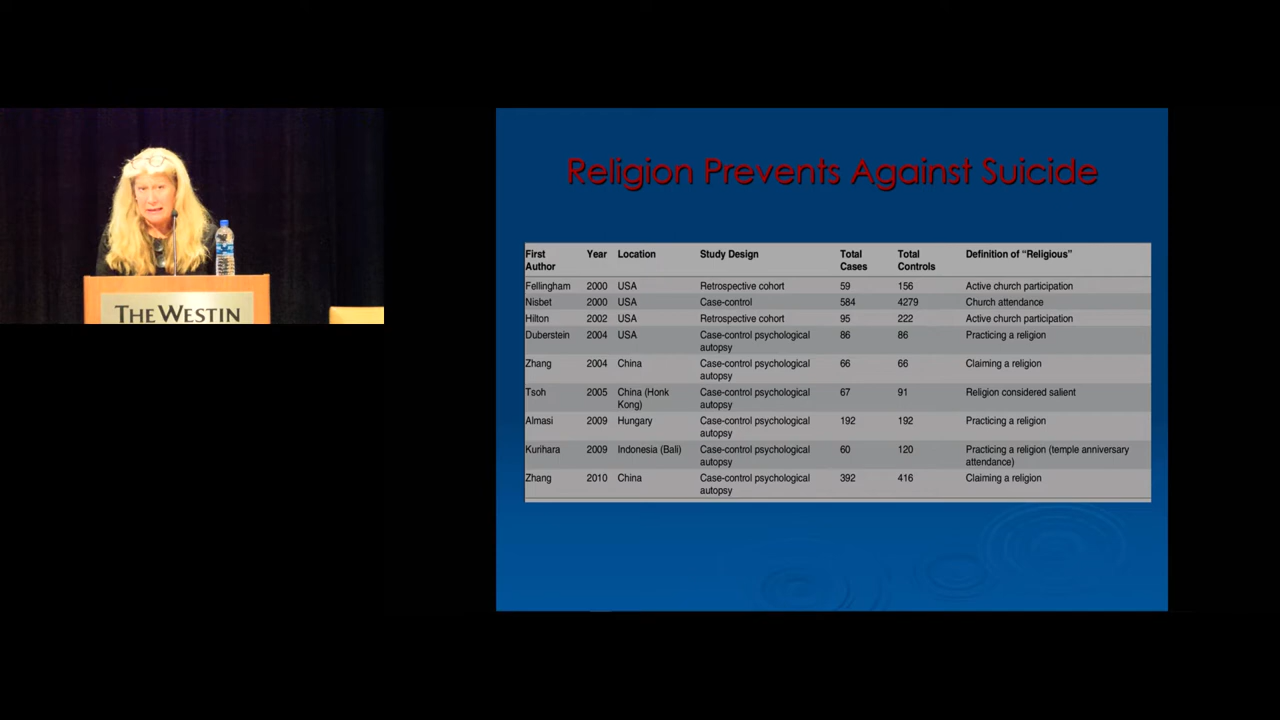 THE WESTIN
Religion Prevents Against Suicide
First Author Year Location Study Design Total Cases Total Controls Definition of “Religious”
Fellingham 2000 USA Retrospective cohort 59 156 Active church participation
Nisbet 2000 USA Case-control 584 4279 Church attendance
Hilton 2002 USA Retrospective cohort 95 222 Active church participation
Duberstein 2004 USA Case-control psychological autopsy 86 86 Practicing a religion
Zhang 2004 China Case-control psychological autopsy 66 66 Claiming a religion
Tsoh 2005 China (Honk Kong) Case-control psychological autopsy 67 91 Religion considered salient
Almasi 2009 Hungary Case-control psychological autopsy 192 192 Practicing a religion
Kurihara 2009 Indonesia (Bali) Case-control psychological autopsy 60 120 Practicing a religion (temple anniversary attendance)
Zhang 2010 China Case-control psychological autopsy 392 416 Claiming a religion